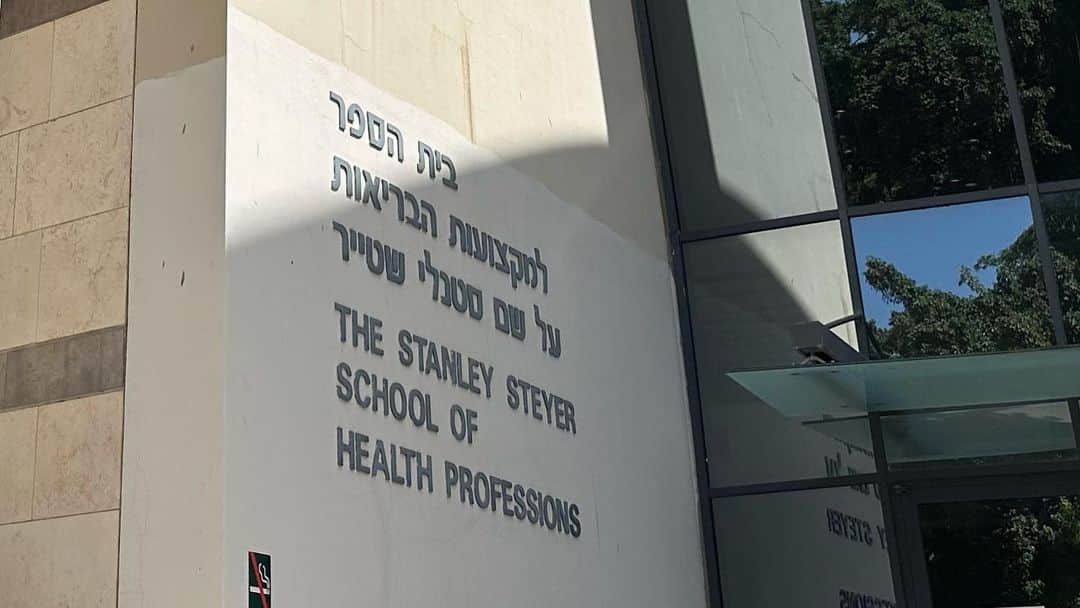 בית הספר
למקצועות הבריאות
על שם סטנלי שטייר
THE STANLEY STEYER
SCHOOL OF
HEALTH PROFESSIONS